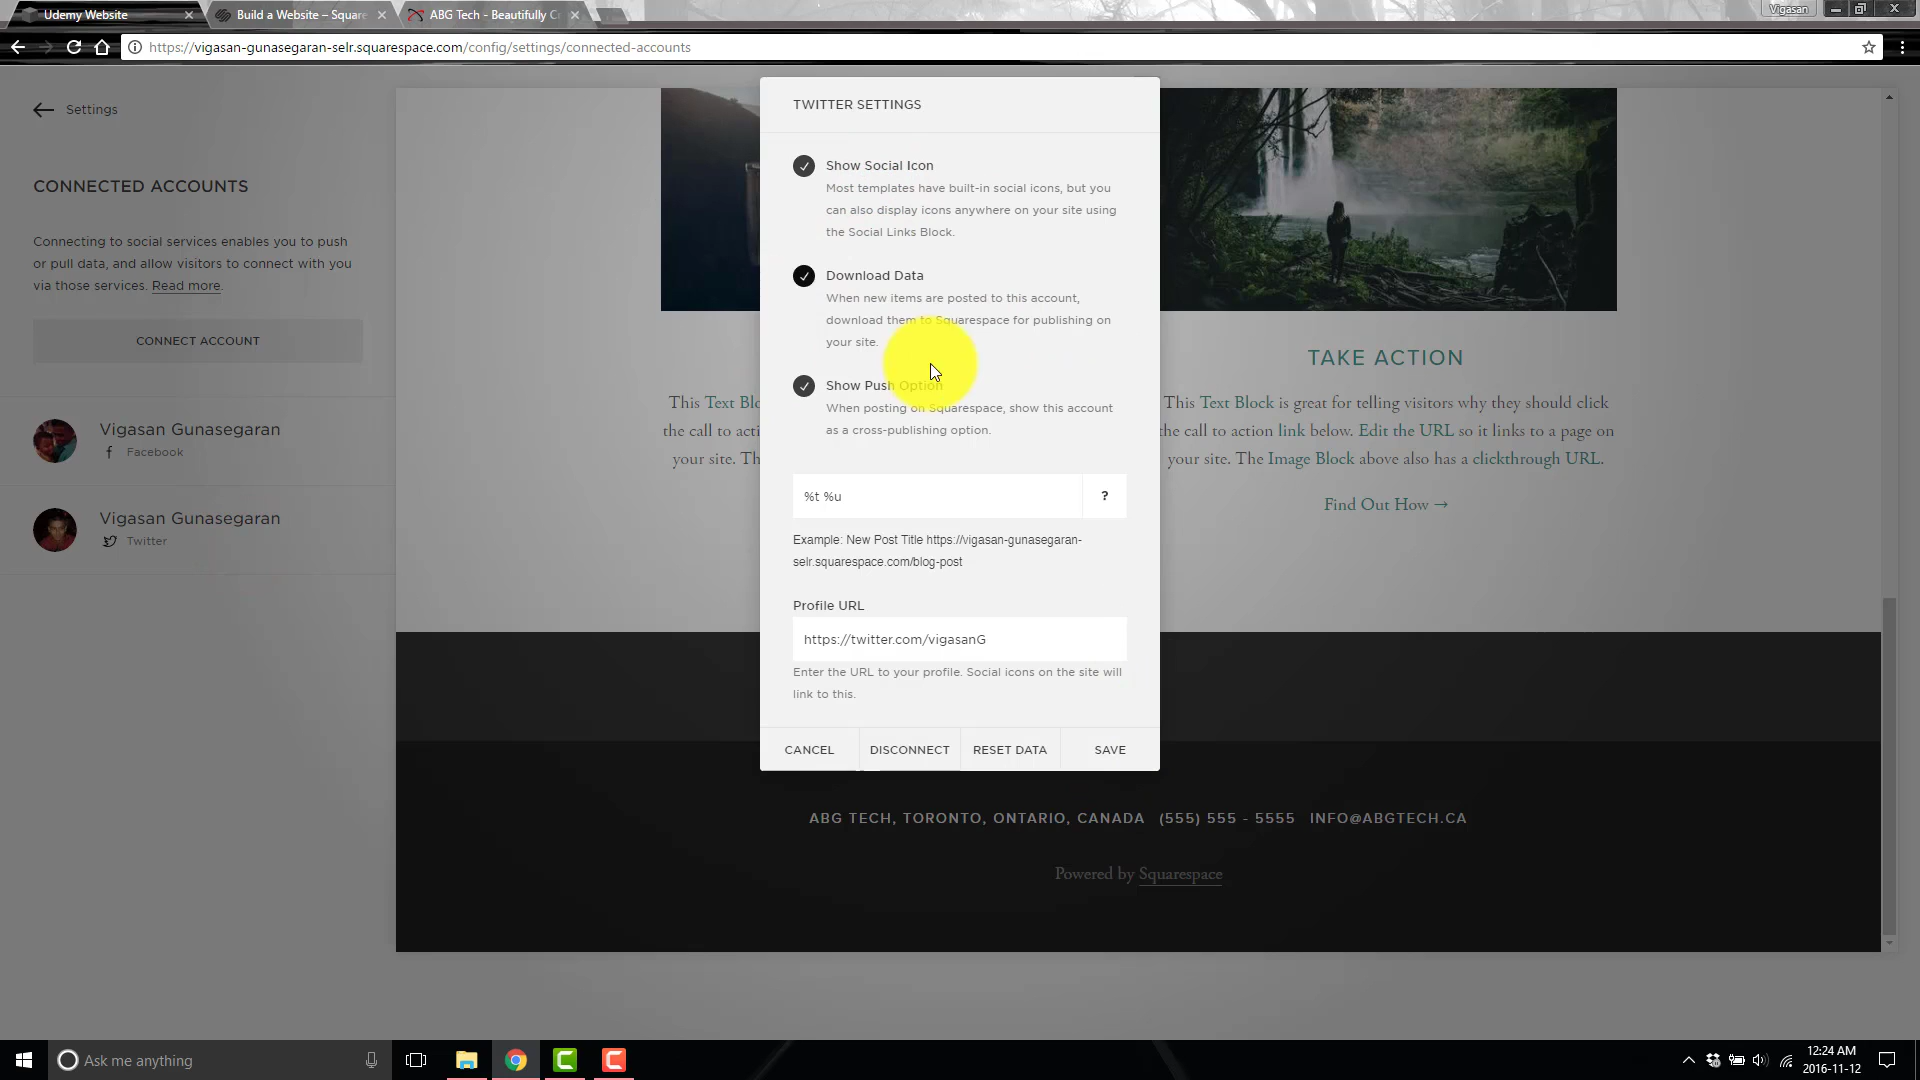 Udemy Website
Build a Website – Squar
ABG Tech - Beautifully C
Vigasan
https://vigasan-gunasegaran-selr.squarespace.com/config/settings/connected-accounts
Settings
CONNECTED ACCOUNTS
Connecting to social services enables you to push
or pull data, and allow visitors to connect with you
via those services. Read more.
CONNECT ACCOUNT
Vigasan Gunasegaran
Facebook
Vigasan Gunasegaran
Twitter
TWITTER SETTINGS
Show Social Icon
Most templates have built-in social icons, but you
can also display icons anywhere on your site using
the Social Links Block.
Download Data
When new items are posted to this account,
download them to Squarespace for publishing on
your site.
Show Push Option
When posting on Squarespace, show this account
as a cross-publishing option.
%t %u
?
Example: New Post Title https://vigasan-gunasegaran-
selr.squarespace.com/blog-post
Profile URL
https://twitter.com/vigasanG
Enter the URL to your profile. Social icons on the site will
link to this.
CANCEL
DISCONNECT
RESET DATA
SAVE
This Text Blo
the call to acti
your site. Th
TAKE ACTION
This Text Block is great for telling visitors why they should click
the call to action link below. Edit the URL so it links to a page on
your site. The Image Block above also has a clickthrough URL.
Find Out How →
ABG TECH, TORONTO, ONTARIO, CANADA (555) 555 - 5555 INFO@ABGTECH.CA
Powered by Squarespace
Ask me anything
12:24 AM
2016-11-12